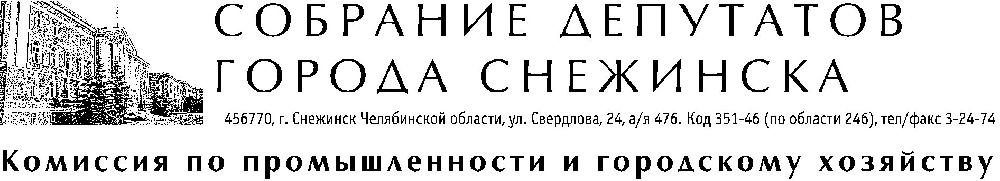 СОБРАНИЕ ДЕПУТАТОВ
ГОРОДА СНЕЖИНСКА
456770, г. Снежинск Челябинской области, ул. Свердлова, 24, а/я 476. Код 351-46 (по области 246), тел/факс 3-24-74
Комиссия по промышленности и городскому хозяйству